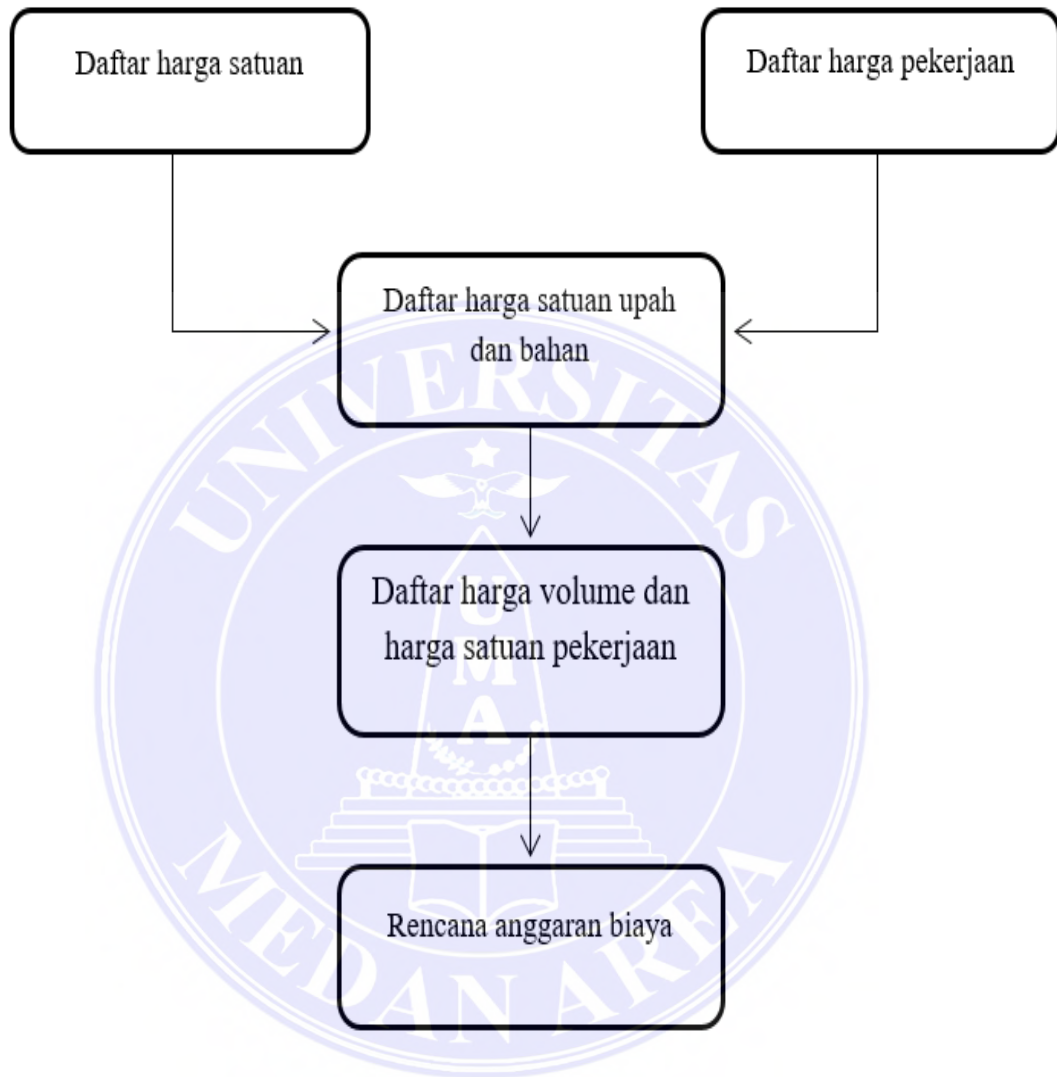 Daftar harga satuan
Daftar harga pekerjaan
Daftar harga satuan upah
dan bahan
Daftar harga volume dan
harga satuan pekerjaan
Rencana anggaran biaya
UNIVERSITAS
MEDAN AREA
U
M
A